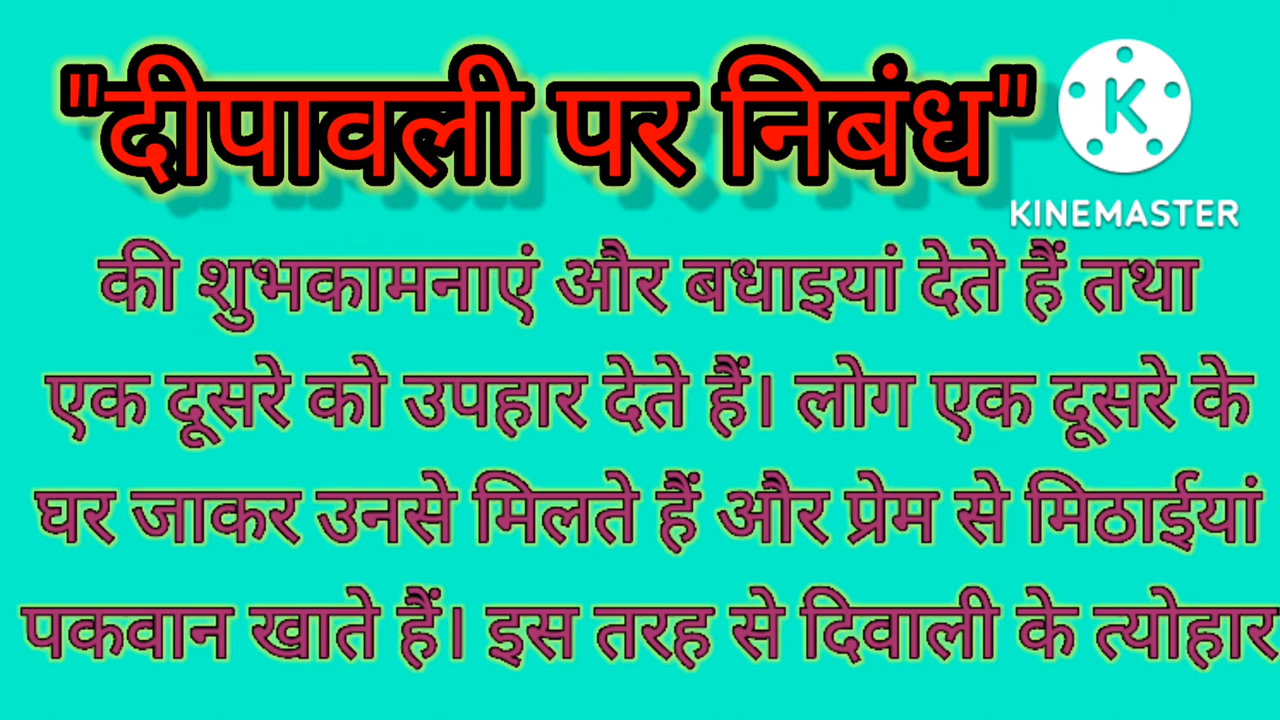 "दीपावली पर निबंध"
K
KINEMASTER
की शुभकामनाएं और बधाइयां देते हैं तथा
एक दूसरे को उपहार देते हैं। लोग एक दूसरे के
घर जाकर उनसे मिलते हैं और प्रेम से मिठाईयां
पकवान खाते हैं। इस तरह से दिवाली के त्योहार